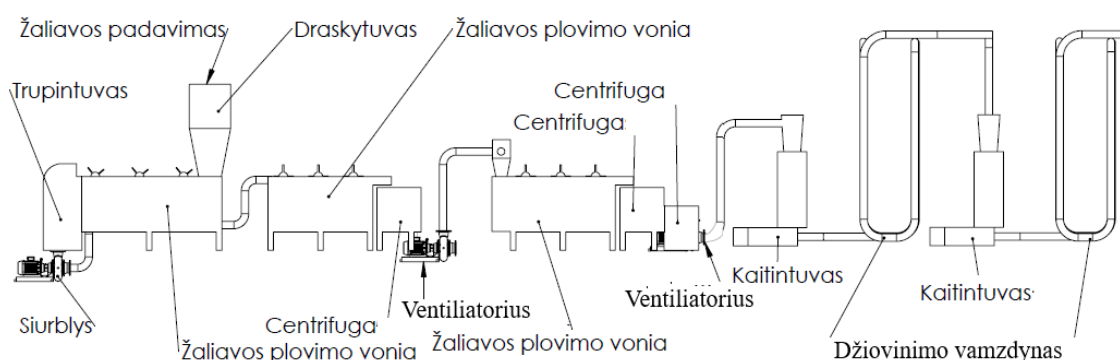 Žaliavos padavimas
Draskytuvas
Žaliavos plovimo vonia
Trupintuvas
Centrifuga
Centrifuga
Siurblys
Žaliavos plovimo vonia
Centrifuga
Ventiliatorius
Žaliavos plovimo vonia
Ventiliatorius
Kaitintuvas
Kaitintuvas
Džiovinimo vamzdynas